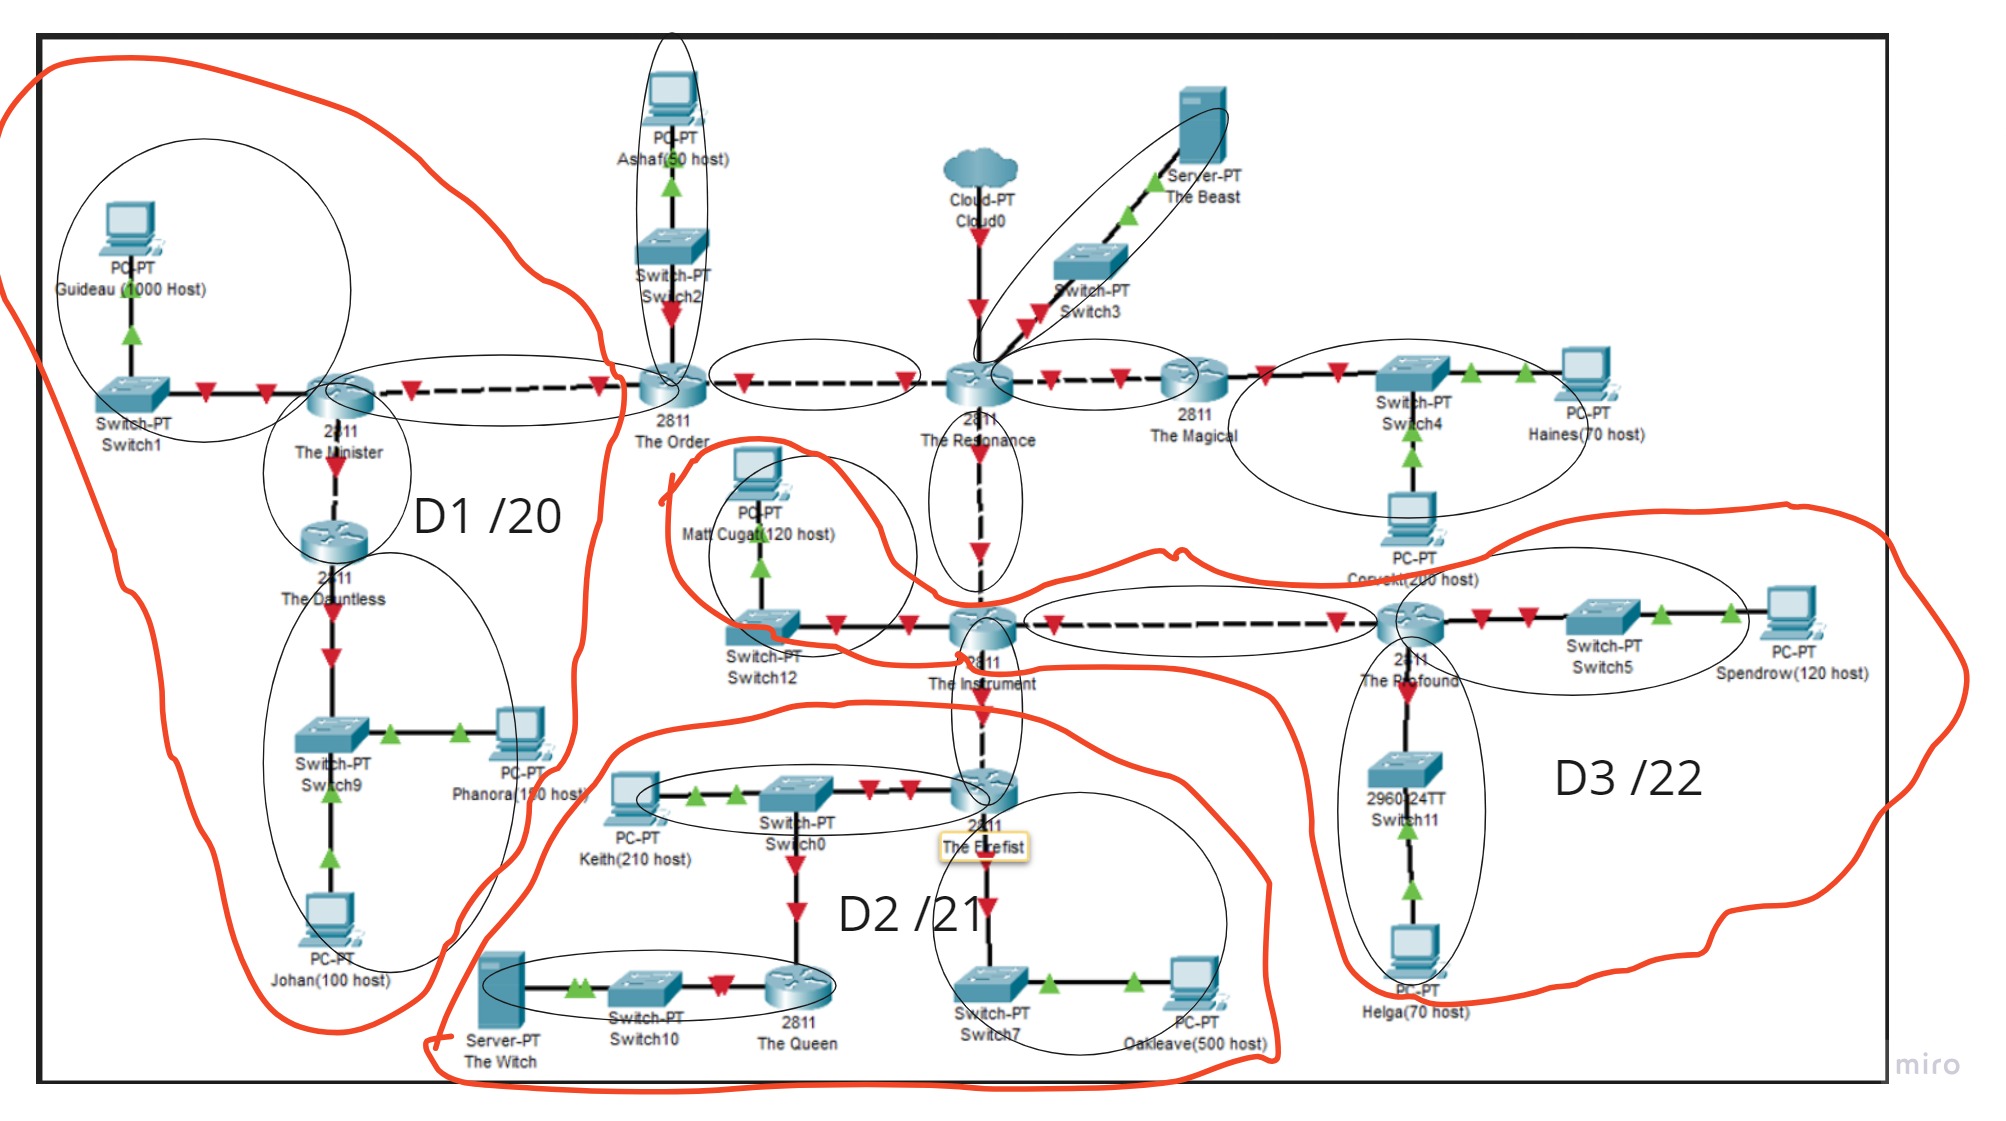 PC-PT
Ashaf(50 host)
Server-PT
The Beast
Cloud-PT
Cloud0
PC-PT
Guideau (1000 Host)
Switch-PT
Switch2
Switch-PT
Switch3
Switch-PT
Switch1
2811
The Minister
2811
The Order
2811
The Resonance
2811
The Magical
Switch-PT
Switch4
PC-PT
Haines(70 host)
D1 /20
PC-PT
Matt Cugat(120 host)
PC-PT
Corvekt(200 host)
2811
The Dauntless
Switch-PT
Switch12
2811
The Instrument
2811
The Profound
Switch-PT
Switch5
PC-PT
Spendrow(120 host)
Switch-PT
Switch9
PC-PT
Phanora( host)
D3 /22
2960-24TT
Switch11
PC-PT
Keith(210 host)
Switch-PT
Switch0
2811
The Firefist
D2 /21
PC-PT
Johan(100 host)
PC-PT
Helga(70 host)
Server-PT
The Witch
Switch-PT
Switch10
2811
The Queen
Switch-PT
Switch7
PC-PT
Oakleave(500 host)
miro